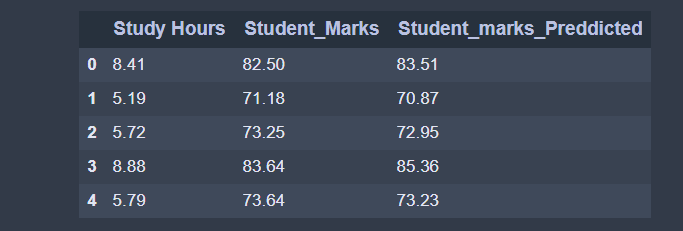 Study Hours Student_Marks Student_marks_Preddicted
0 8.41 82.50 83.51
1 5.19 71.18 70.87
2 5.72 73.25 72.95
3 8.88 83.64 85.36
4 5.79 73.64 73.23